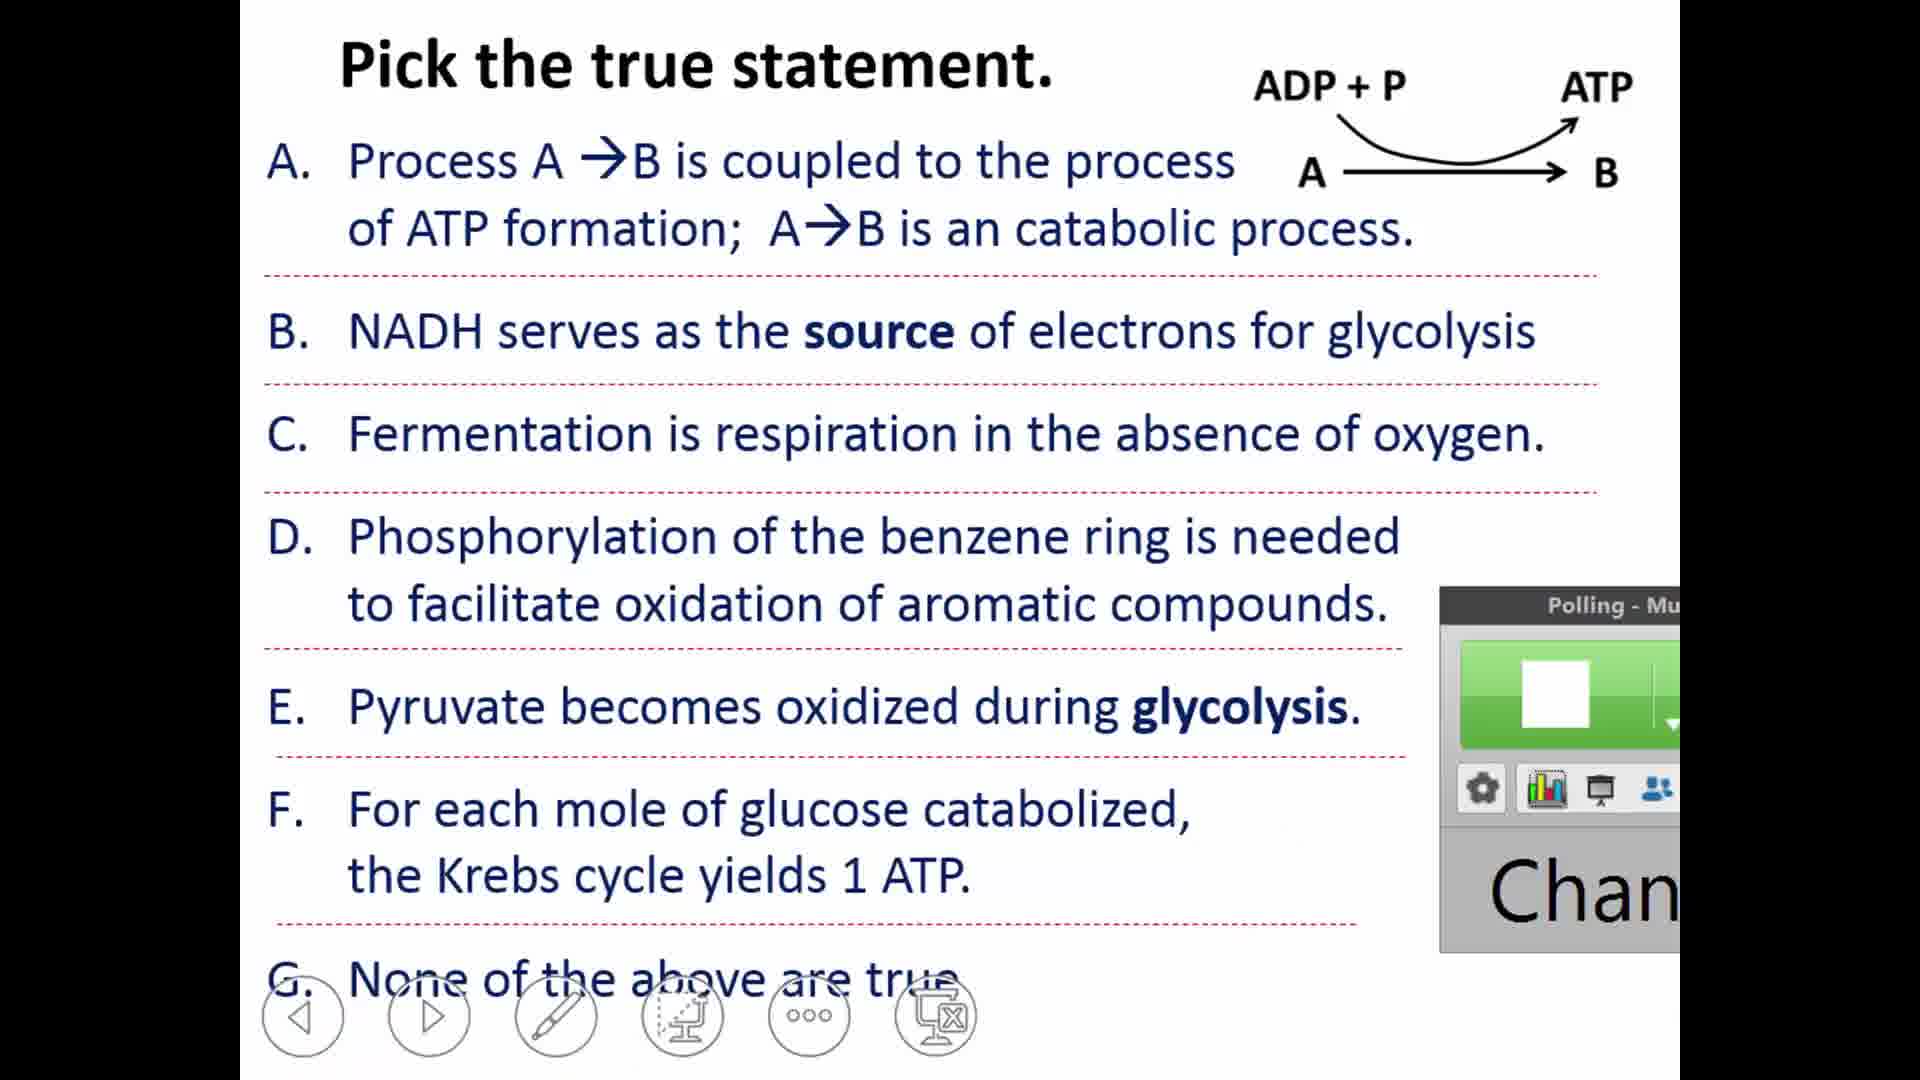 Pick the true statement.
ADP + P
ATP
A
B
A. Process A →B is coupled to the process
of ATP formation; A→B is an catabolic process.
B. NADH serves as the source of electrons for glycolysis
C. Fermentation is respiration in the absence of oxygen.
D. Phosphorylation of the benzene ring is needed
to facilitate oxidation of aromatic compounds.
E. Pyruvate becomes oxidized during glycolysis.
F. For each mole of glucose catabolized,
the Krebs cycle yields 1 ATP.
G. None of the above are true
Polling - Mu
Chan